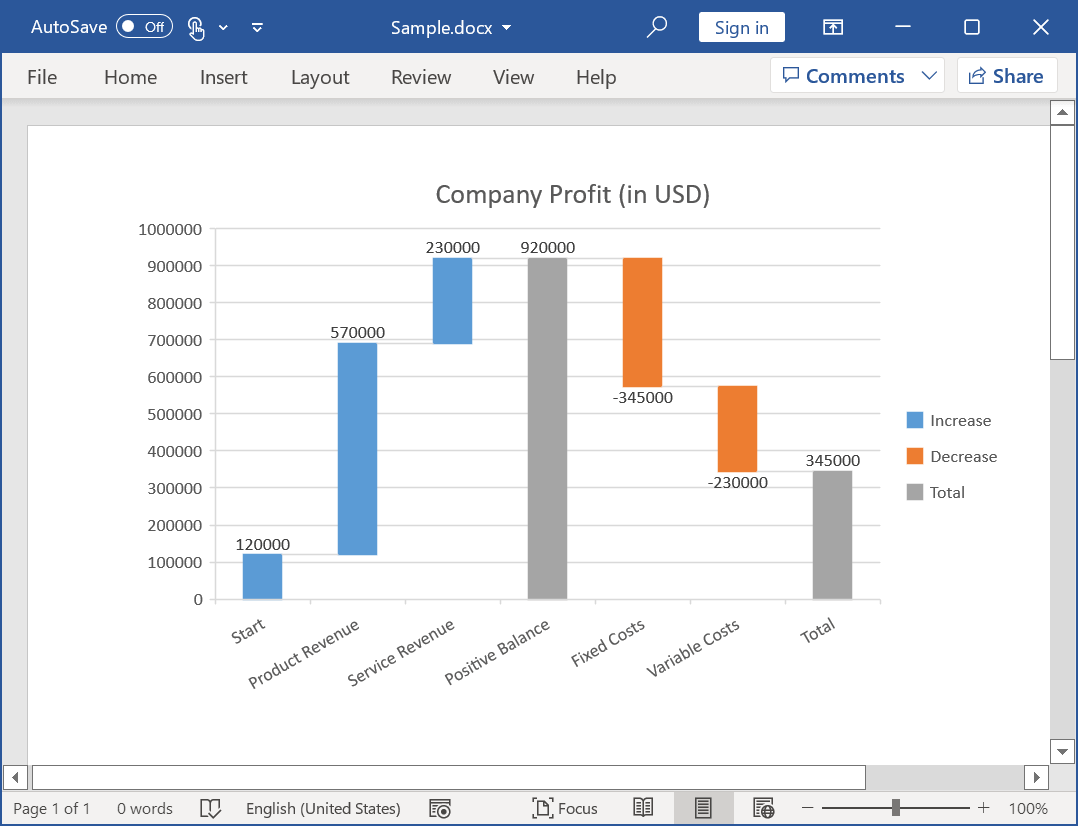 AutoSave Off Sample.docx Sign in
File Home Insert Layout Review View Help Comments Share
Company Profit (in USD)
1000000
900000
800000
700000
600000
500000
400000
300000
200000
100000
0
120000
570000
230000
920000
-345000
-230000
345000
Start
Product Revenue
Service Revenue
Positive Balance
Fixed Costs
Variable Costs
Total
Increase
Decrease
Total
Page 1 of 1 0 words English (United States) Focus 100%